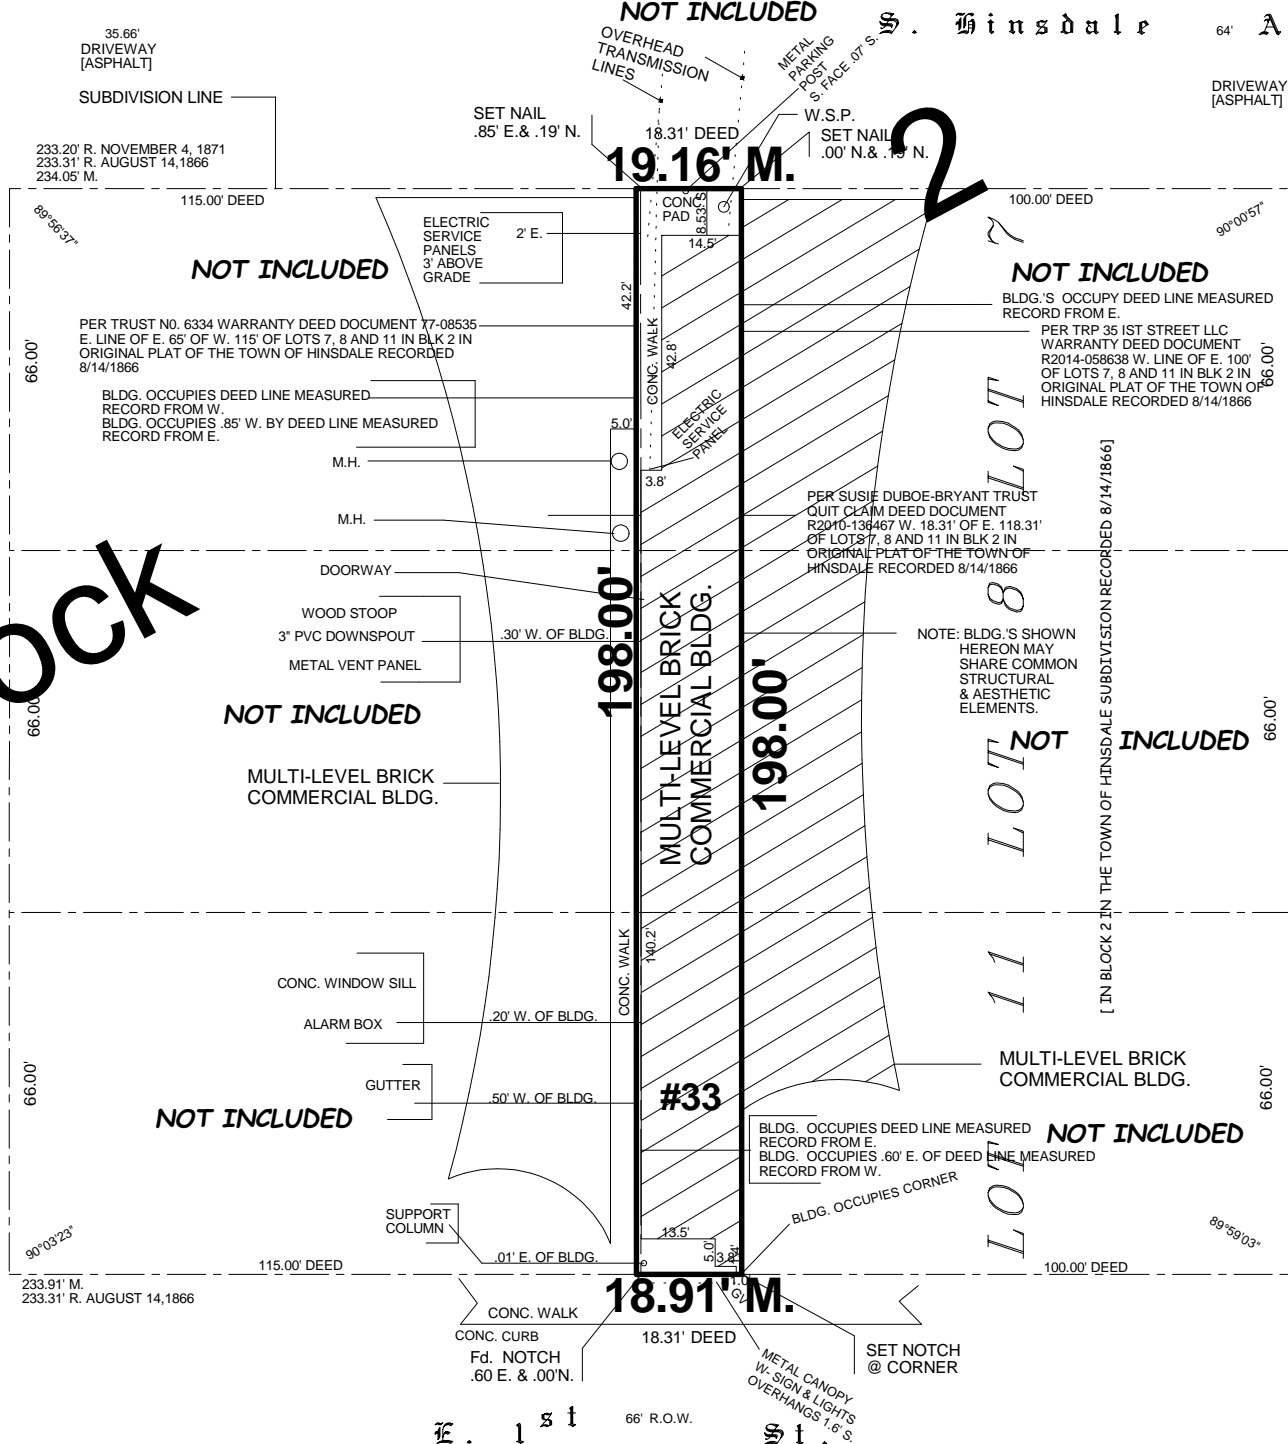 NOT INCLUDED
S. Hinsdale 64' A
35.66'
DRIVEWAY
[ASPHALT]
OVERHEAD
TRANSMISSION
LINES
METAL
PARKING
POST
S. FACE .07' S.
DRIVEWAY
[ASPHALT]
SUBDIVISION LINE
SET NAIL
.85' E.& .19' N.
W.S.P.
18.31' DEED
SET NAIL
.00' N.& .19' N.
2
233.20' R. NOVEMBER 4, 1871
233.31' R. AUGUST 14,1866
234.05' M.
19.16' M.
115.00' DEED
100.00' DEED
89°56'37"
90°00'57"
CONC.
PAD
8.53' S.
14.5'
ELECTRIC
SERVICE
PANELS
3' ABOVE
GRADE
2' E.
NOT INCLUDED
NOT INCLUDED
42.2'
BLDG.'S OCCUPY DEED LINE MEASURED
RECORD FROM E.
PER TRUST N0. 6334 WARRANTY DEED DOCUMENT 77-08535
E. LINE OF E. 65' OF W. 115' OF LOTS 7, 8 AND 11 IN BLK 2 IN
ORIGINAL PLAT OF THE TOWN OF HINSDALE RECORDED
8/14/1866
PER TRP 35 IST STREET LLC
WARRANTY DEED DOCUMENT
R2014-058638 W. LINE OF E. 100'
OF LOTS 7, 8 AND 11 IN BLK 2 IN
ORIGINAL PLAT OF THE TOWN OF
HINSDALE RECORDED 8/14/1866
66.00'
66.00'
CONC. WALK
42.8'
BLDG. OCCUPIES DEED LINE MEASURED
RECORD FROM W.
BLDG. OCCUPIES .85' W. BY DEED LINE MEASURED
RECORD FROM E.
ELECTRIC
SERVICE
PANEL
5.0'
3.8'
M.H.
M.H.
LOT 7
PER SUSIE DUBOE-BRYANT TRUST
QUIT CLAIM DEED DOCUMENT
R2010-136467 W. 18.31' OF E. 118.31'
OF LOTS 7, 8 AND 11 IN BLK 2 IN
ORIGINAL PLAT OF THE TOWN OF
HINSDALE RECORDED 8/14/1866
[ IN BLOCK 2 IN THE TOWN OF HINSDALE SUBDIVISION RECORDED 8/14/1866]
ock
DOORWAY
WOOD STOOP
3" PVC DOWNSPOUT
METAL VENT PANEL
.30' W. OF BLDG.
198.00'
MULTI-LEVEL BRICK
COMMERCIAL BLDG.
198.00'
NOTE: BLDG.'S SHOWN
HEREON MAY
SHARE COMMON
STRUCTURAL
& AESTHETIC
ELEMENTS.
LOT 8
66.00'
66.00'
NOT INCLUDED
NOT INCLUDED
MULTI-LEVEL BRICK
COMMERCIAL BLDG.
CONC. WALK
140.2'
CONC. WINDOW SILL
ALARM BOX
.20' W. OF BLDG.
GUTTER
.50' W. OF BLDG.
66.00'
66.00'
LOT 11
MULTI-LEVEL BRICK
COMMERCIAL BLDG.
#33
NOT INCLUDED
NOT INCLUDED
BLDG. OCCUPIES DEED LINE MEASURED
RECORD FROM E.
BLDG. OCCUPIES .60' E. OF DEED LINE MEASURED
RECORD FROM W.
BLDG. OCCUPIES CORNER
SUPPORT
COLUMN
.01' E. OF BLDG.
13.5'
5.0'
90°03'23"
89°59'03"
115.00' DEED
100.00' DEED
233.91' M.
233.31' R. AUGUST 14,1866
18.91' M.
1.0'
GV
CONC. WALK
CONC. CURB
18.31' DEED
Fd. NOTCH
.60 E. & .00'N.
SET NOTCH
@ CORNER
METAL CANOPY
W- SIGN & LIGHTS
OVERHANGS 1.6' S.
E. 1st 66' R.O.W. St.